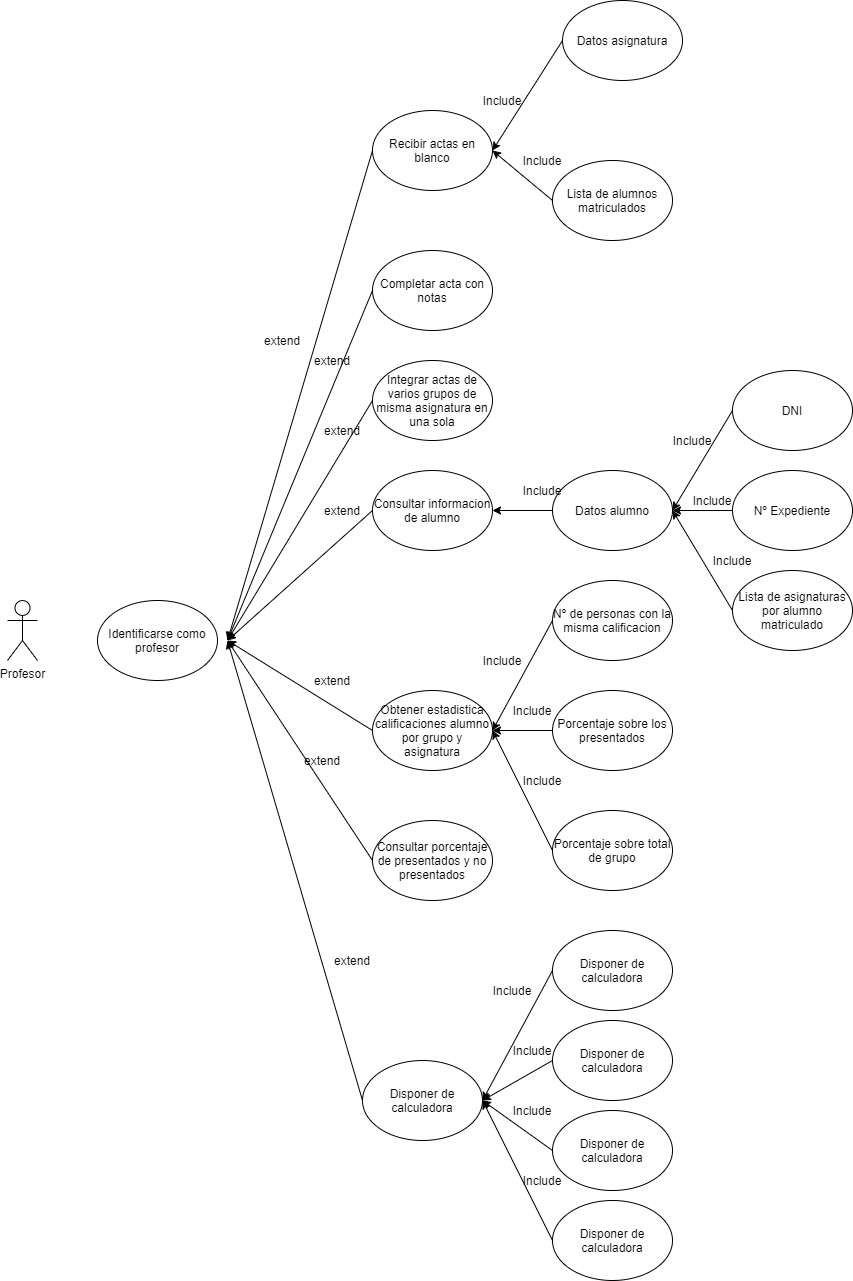 Datos asignatura
Include
Recibir actas en
blanco
Include
Lista de alumnos
matriculados
Completar acta con
notas
extend
extend
Integrar actas de
varios grupos de
misma asignatura en
una sola
extend
DNI
Include
Consultar informacion
de alumno
extend
Include
Datos alumno
Include
Nº Expediente
Include
Lista de asignaturas
por alumno
matriculado
Profesor
Identificarse como
profesor
Nº de personas con la
misma calificacion
Include
extend
Obtener estadistica
calificaciones alumno
por grupo y
asignatura
Include
Porcentaje sobre los
presentados
extend
Include
Consultar porcentaje
de presentados y no
presentados
Porcentaje sobre total
de grupo
extend
Disponer de
calculadora
Include
Include
Disponer de
calculadora
Disponer de
calculadora
Include
Disponer de
calculadora
Include
Disponer de
calculadora